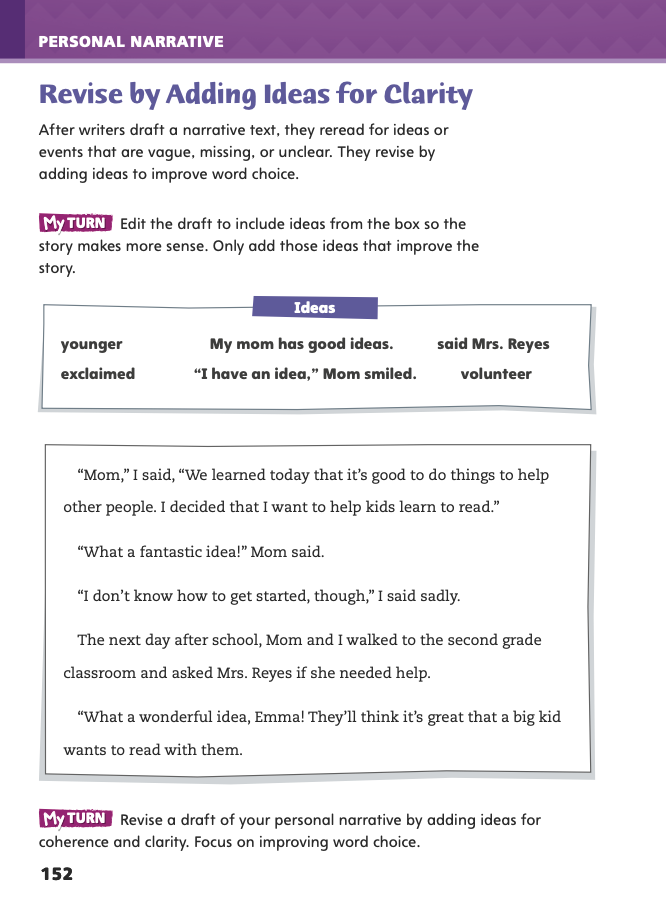 PERSONAL NARRATIVE
Revise by Adding Ideas for Clarity
After writers draft a narrative text, they reread for ideas or
events that are vague, missing, or unclear. They revise by
adding ideas to improve word choice.
My TURN Edit the draft to include ideas from the box so the
story makes more sense. Only add those ideas that improve the
story.
Ideas
younger My mom has good ideas. said Mrs. Reyes
exclaimed “I have an idea,” Mom smiled. volunteer
“Mom,” I said, “We learned today that it’s good to do things to help
other people. I decided that I want to help kids learn to read.”
“What a fantastic idea!” Mom said.
“I don’t know how to get started, though,” I said sadly.
The next day after school, Mom and I walked to the second grade
classroom and asked Mrs. Reyes if she needed help.
“What a wonderful idea, Emma! They’ll think it’s great that a big kid
wants to read with them.
My TURN Revise a draft of your personal narrative by adding ideas for
coherence and clarity. Focus on improving word choice.
152